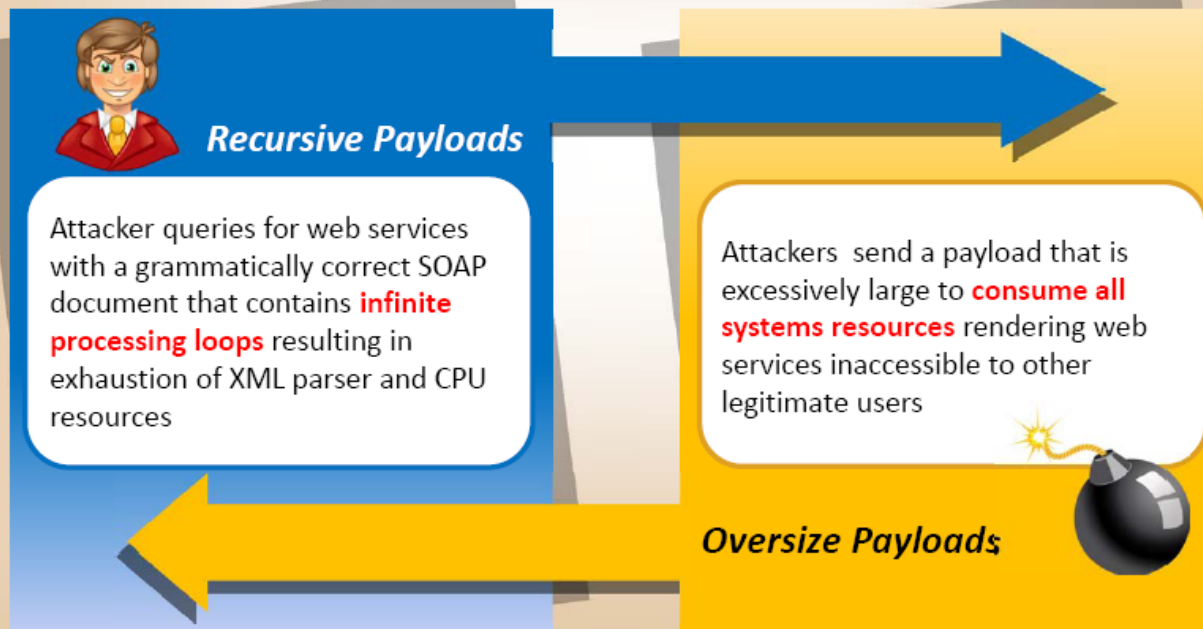 Recursive Payloads
Attacker queries for web services
with a grammatically correct SOAP
document that contains infinite
processing loops resulting in
exhaustion of XML parser and CPU
resources
Attackers send a payload that is
excessively large to consume all
systems resources rendering web
services inaccessible to other
legitimate users
Oversize Payloads